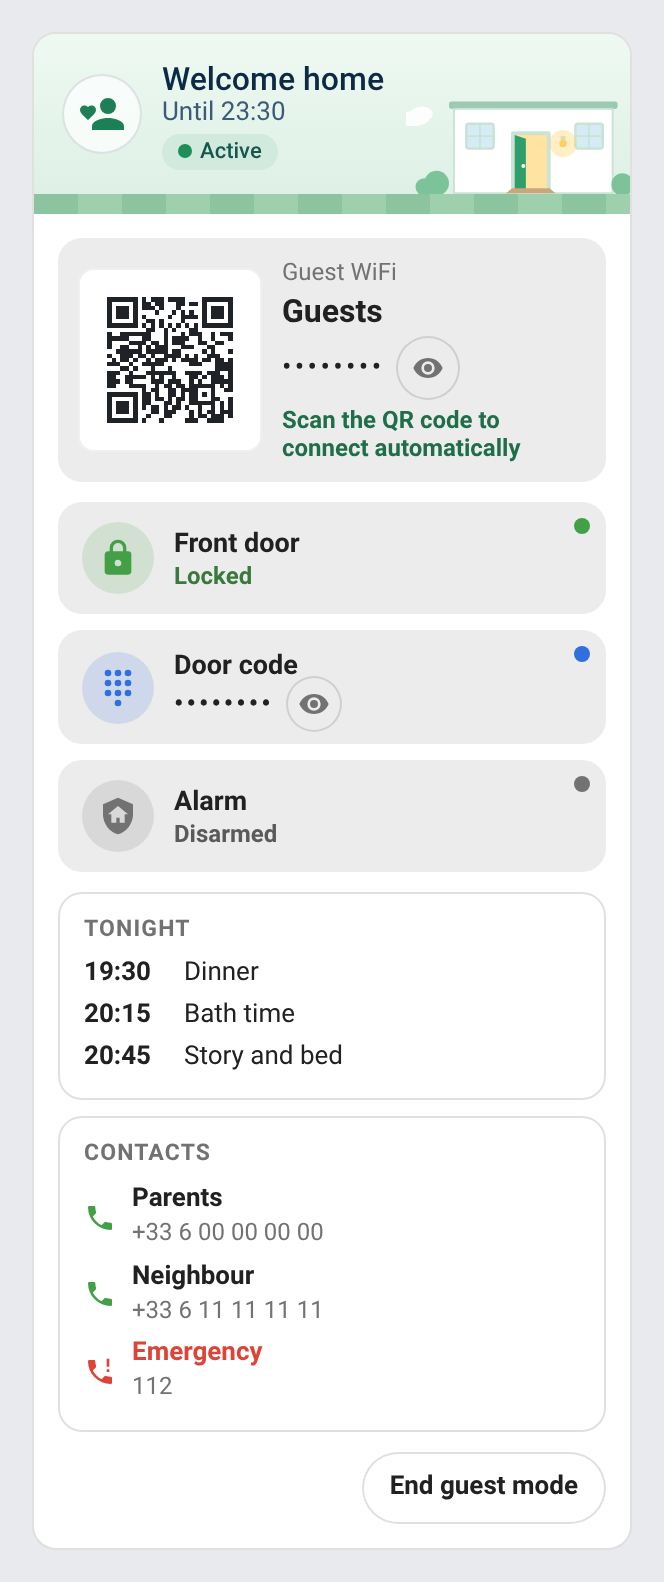 Welcome home
Until 23:30
Active
Guest WiFi
Guests
••••••••
Scan the QR code to
connect automatically
Front door
Locked
Door code
••••••••
Alarm
Disarmed
TONIGHT
19:30 Dinner
20:15 Bath time
20:45 Story and bed
CONTACTS
Parents
+33 6 00 00 00 00
Neighbour
+33 6 11 11 11 11
Emergency
112
End guest mode